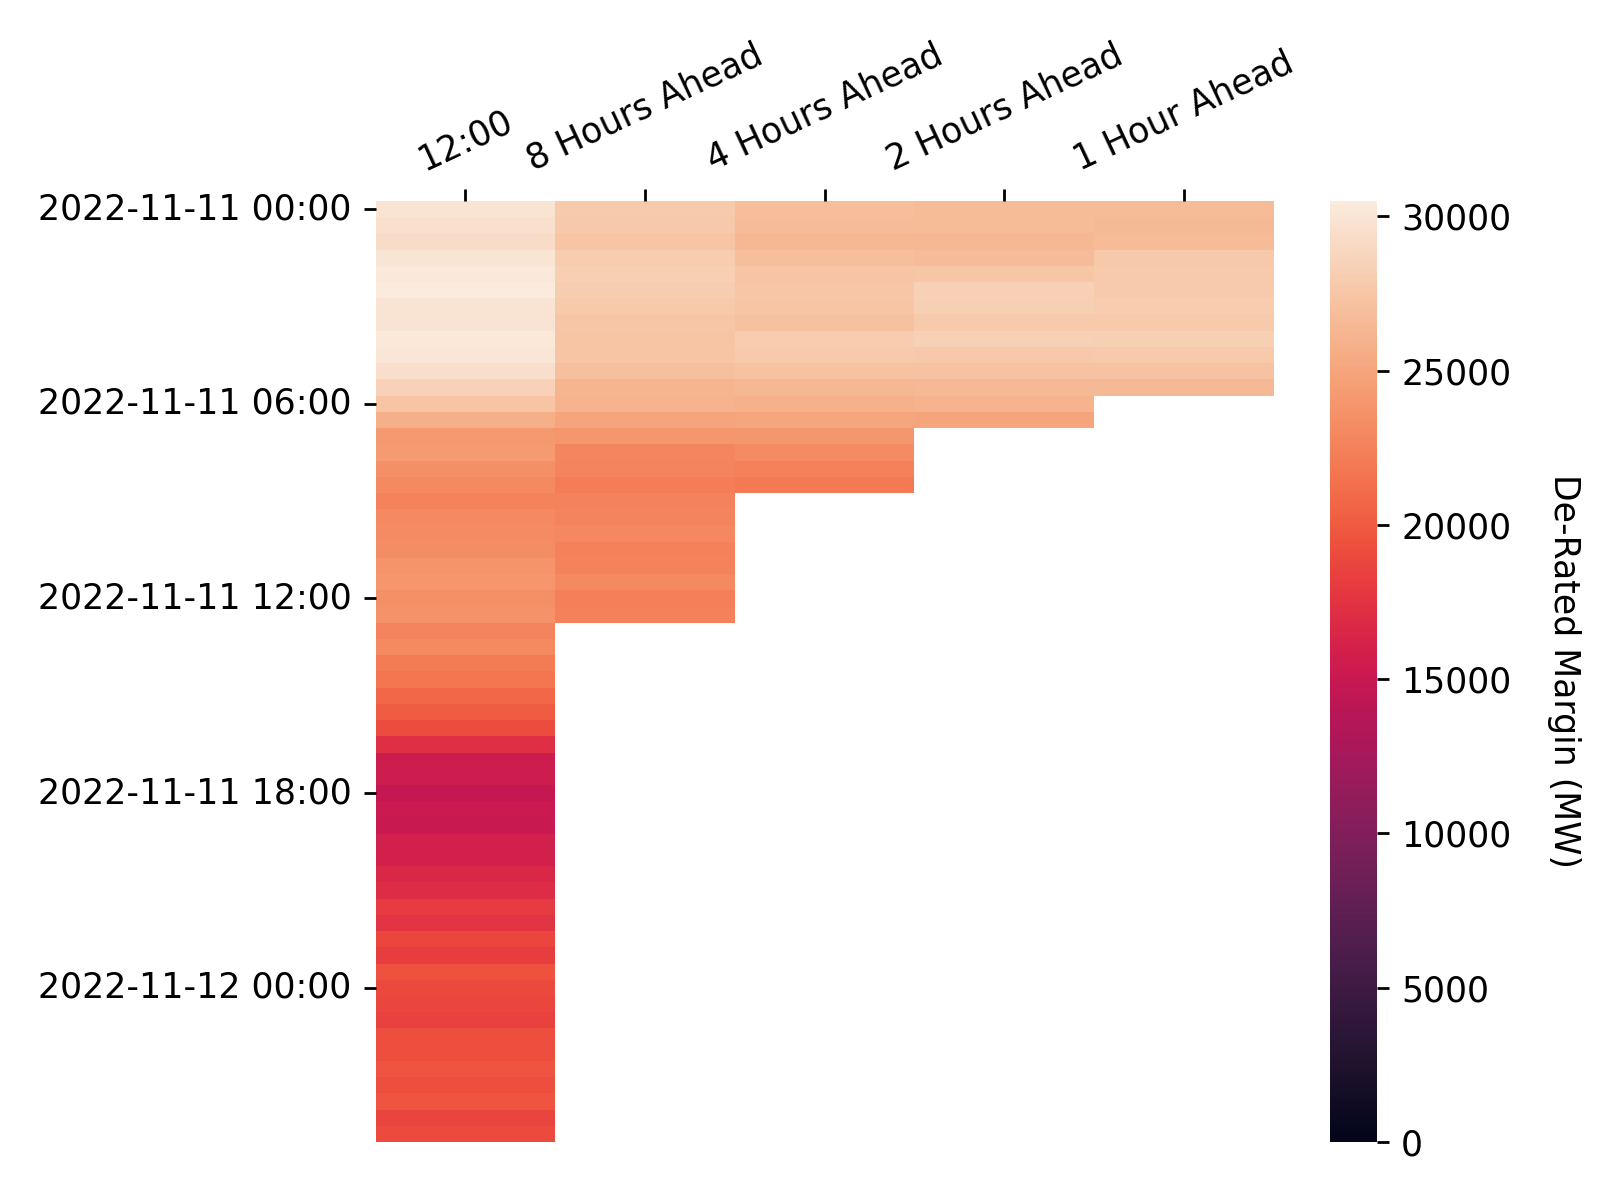 12:00
8 Hours Ahead
4 Hours Ahead
2 Hours Ahead
1 Hour Ahead
2022-11-11 00:00
2022-11-11 06:00
2022-11-11 12:00
2022-11-11 18:00
2022-11-12 00:00
30000
25000
20000
15000
10000
5000
0
De-Rated Margin (MW)